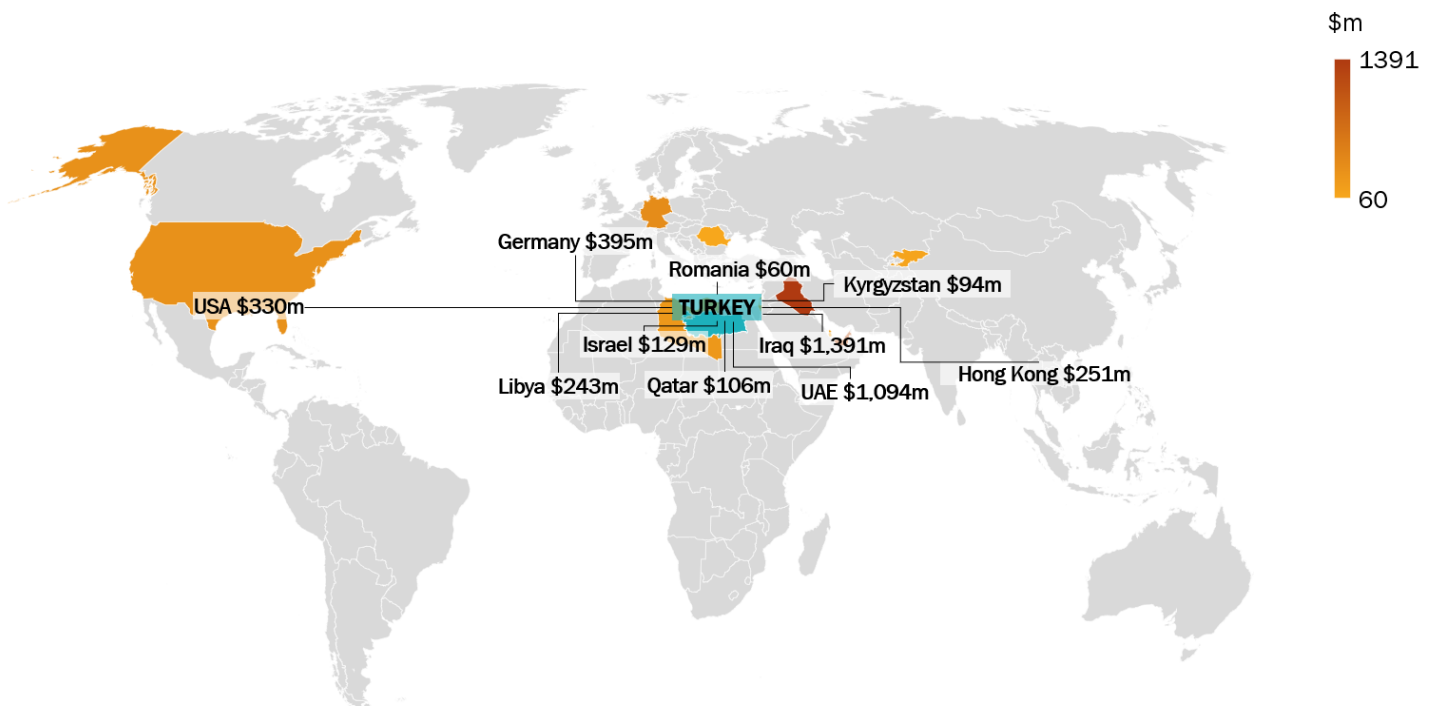 $m
1391
60
Germany $395m
Romania $60m
Kyrgyzstan $94m
USA $330m
TURKEY
Israel $129m
Iraq $1,391m
Hong Kong $251m
Libya $243m
Qatar $106m
UAE $1,094m